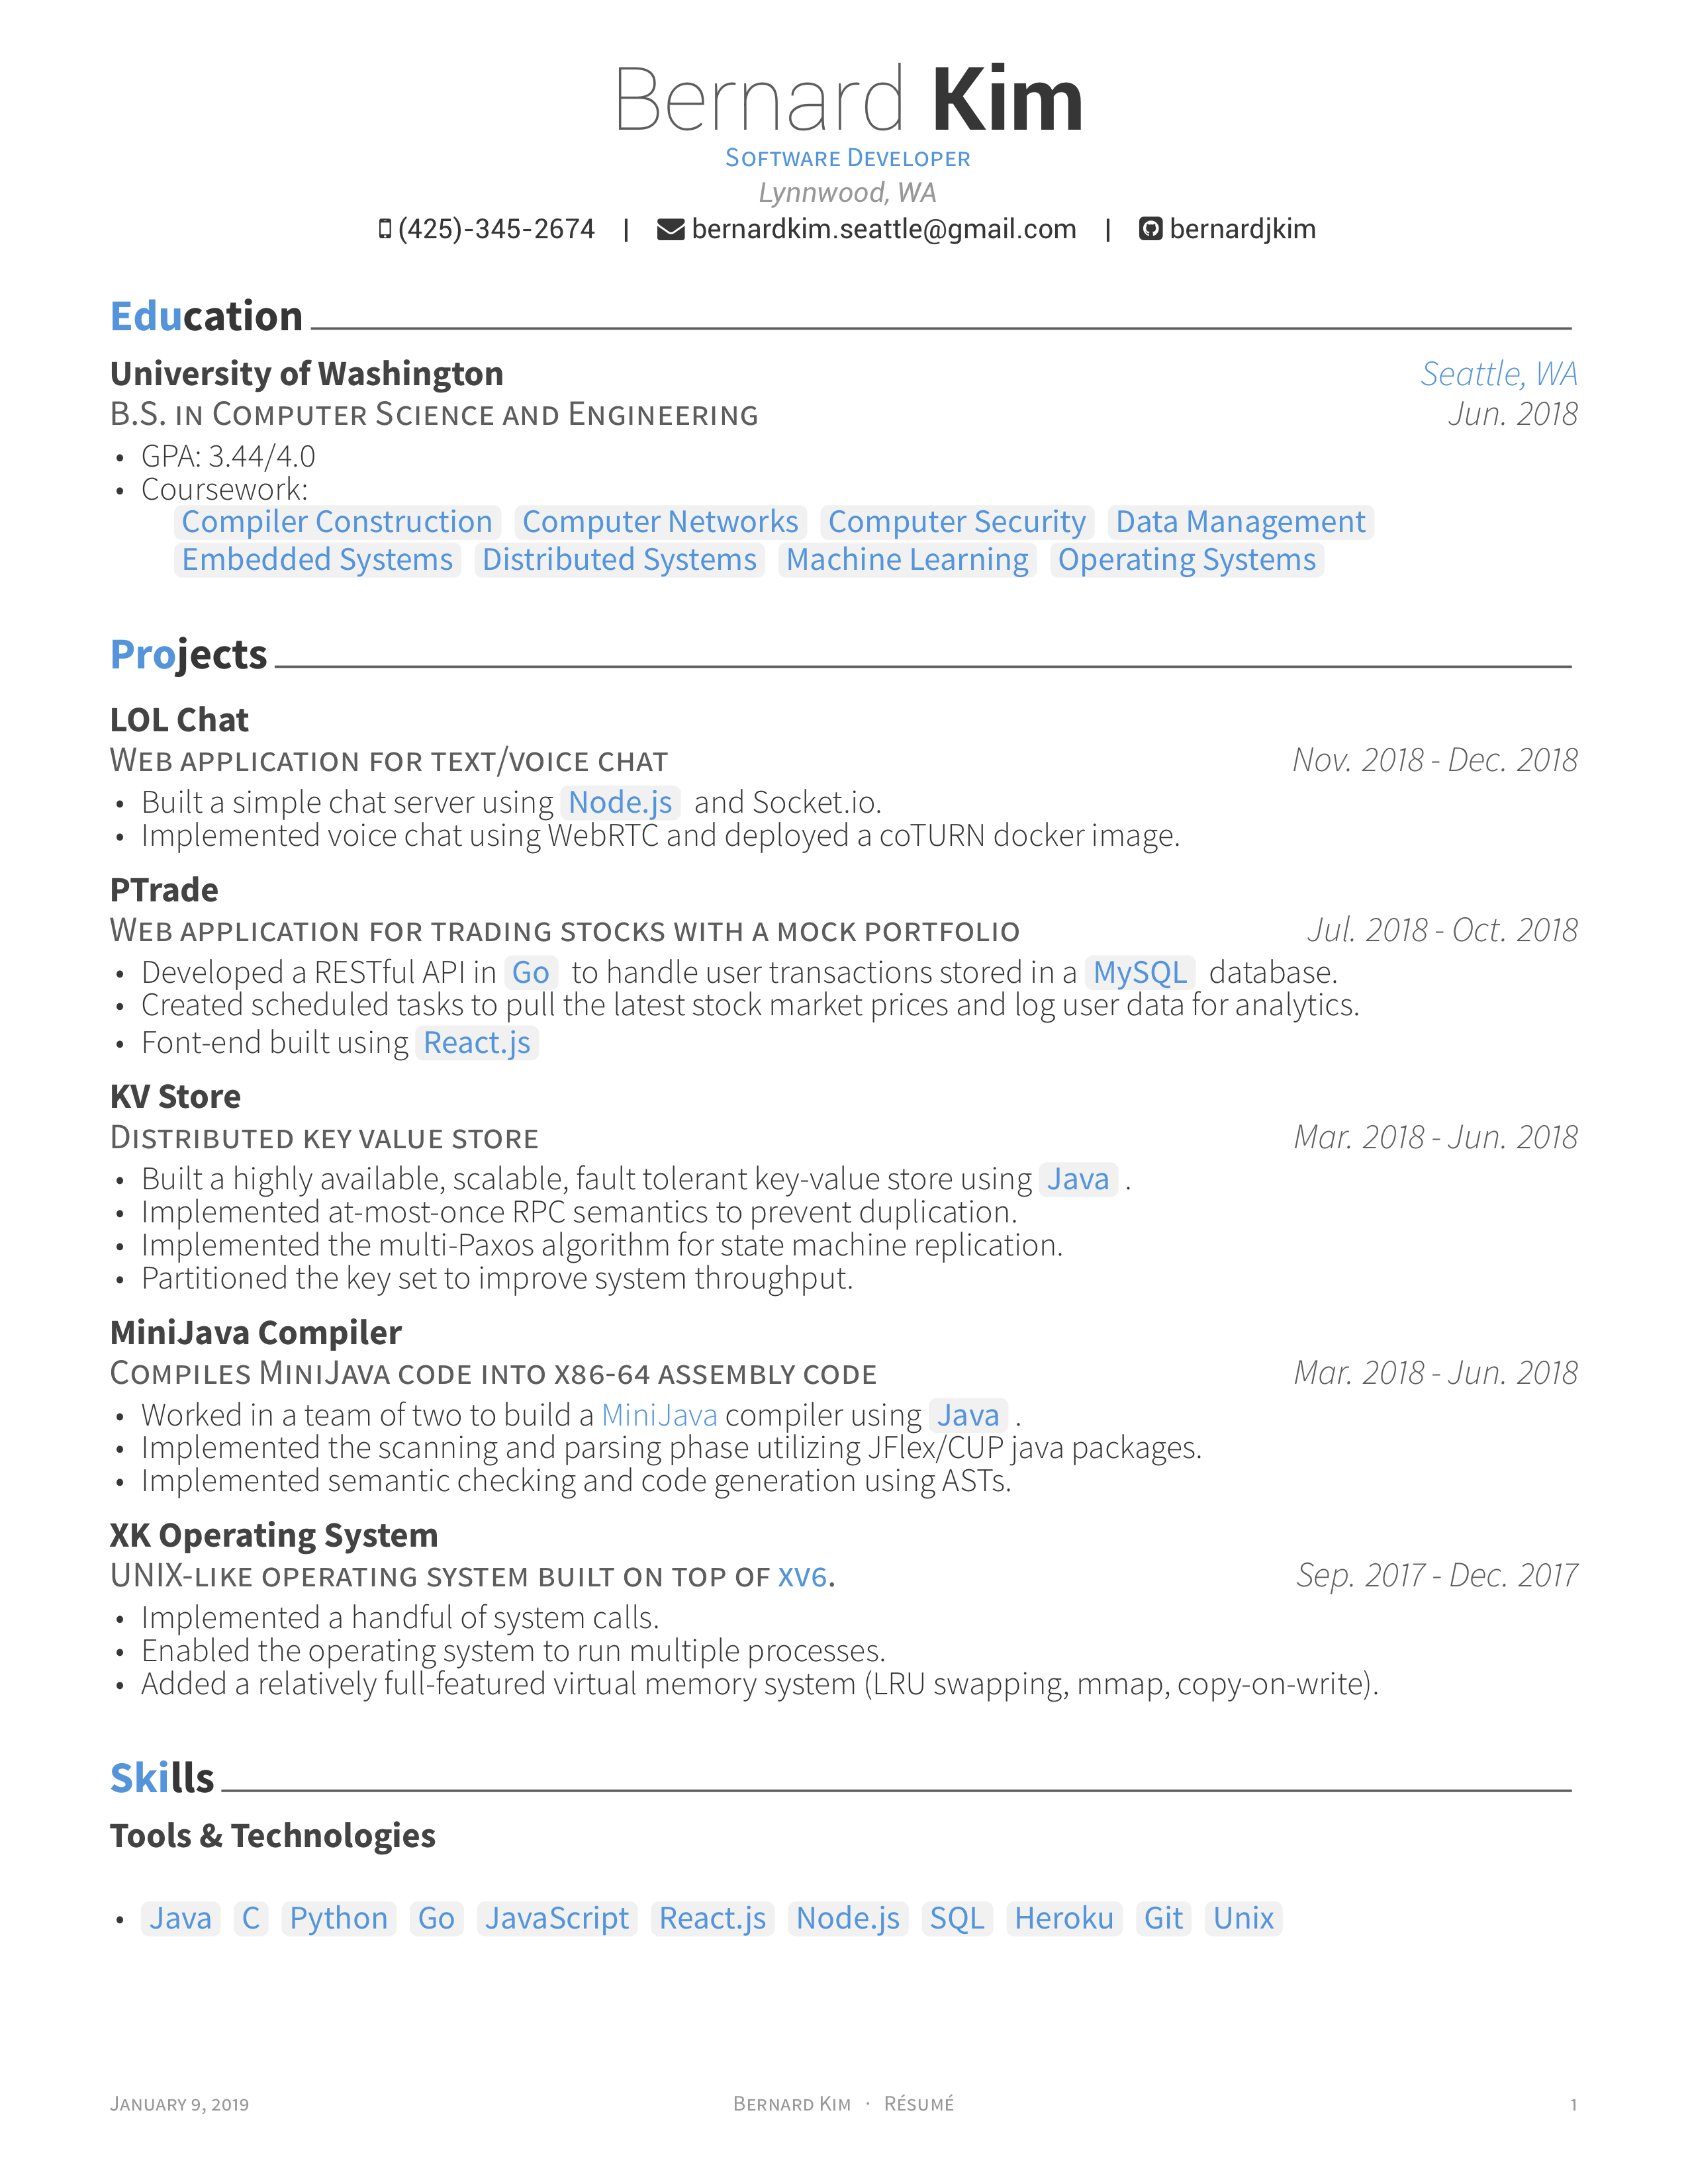 Bernard Kim
Software Developer
Lynnwood, WA
(425)-345-2674 | bernardkim.seattle@gmail.com | bernardjkim
Education
University of Washington Seattle, WA
B.S. in Computer Science and Engineering Jun. 2018
• GPA: 3.44/4.0
• Coursework:
Compiler Construction Computer Networks Computer Security Data Management
Embedded Systems Distributed Systems Machine Learning Operating Systems
Projects
LOL Chat
Web application for text/voice chat Nov. 2018 - Dec. 2018
• Built a simple chat server using Node.js and Socket.io.
• Implemented voice chat using WebRTC and deployed a coTURN docker image.
PTrade
Web application for trading stocks with a mock portfolio Jul. 2018 - Oct. 2018
• Developed a RESTful API in Go to handle user transactions stored in a MySQL database.
• Created scheduled tasks to pull the latest stock market prices and log user data for analytics.
• Font-end built using React.js
KV Store
Distributed key value store Mar. 2018 - Jun. 2018
• Built a highly available, scalable, fault tolerant key-value store using Java .
• Implemented at-most-once RPC semantics to prevent duplication.
• Implemented the multi-Paxos algorithm for state machine replication.
• Partitioned the key set to improve system throughput.
MiniJava Compiler
Compiles MiniJava code into x86-64 assembly code Mar. 2018 - Jun. 2018
• Worked in a team of two to build a MiniJava compiler using Java .
• Implemented the scanning and parsing phase utilizing JFlex/CUP java packages.
• Implemented semantic checking and code generation using ASTs.
XK Operating System
UNIX-like operating system built on top of xv6. Sep. 2017 - Dec. 2017
• Implemented a handful of system calls.
• Enabled the operating system to run multiple processes.
• Added a relatively full-featured virtual memory system (LRU swapping, mmap, copy-on-write).
Skills
Tools & Technologies
• Java C Python Go JavaScript React.js Node.js SQL Heroku Git Unix
January 9, 2019 Bernard Kim · Résumé 1